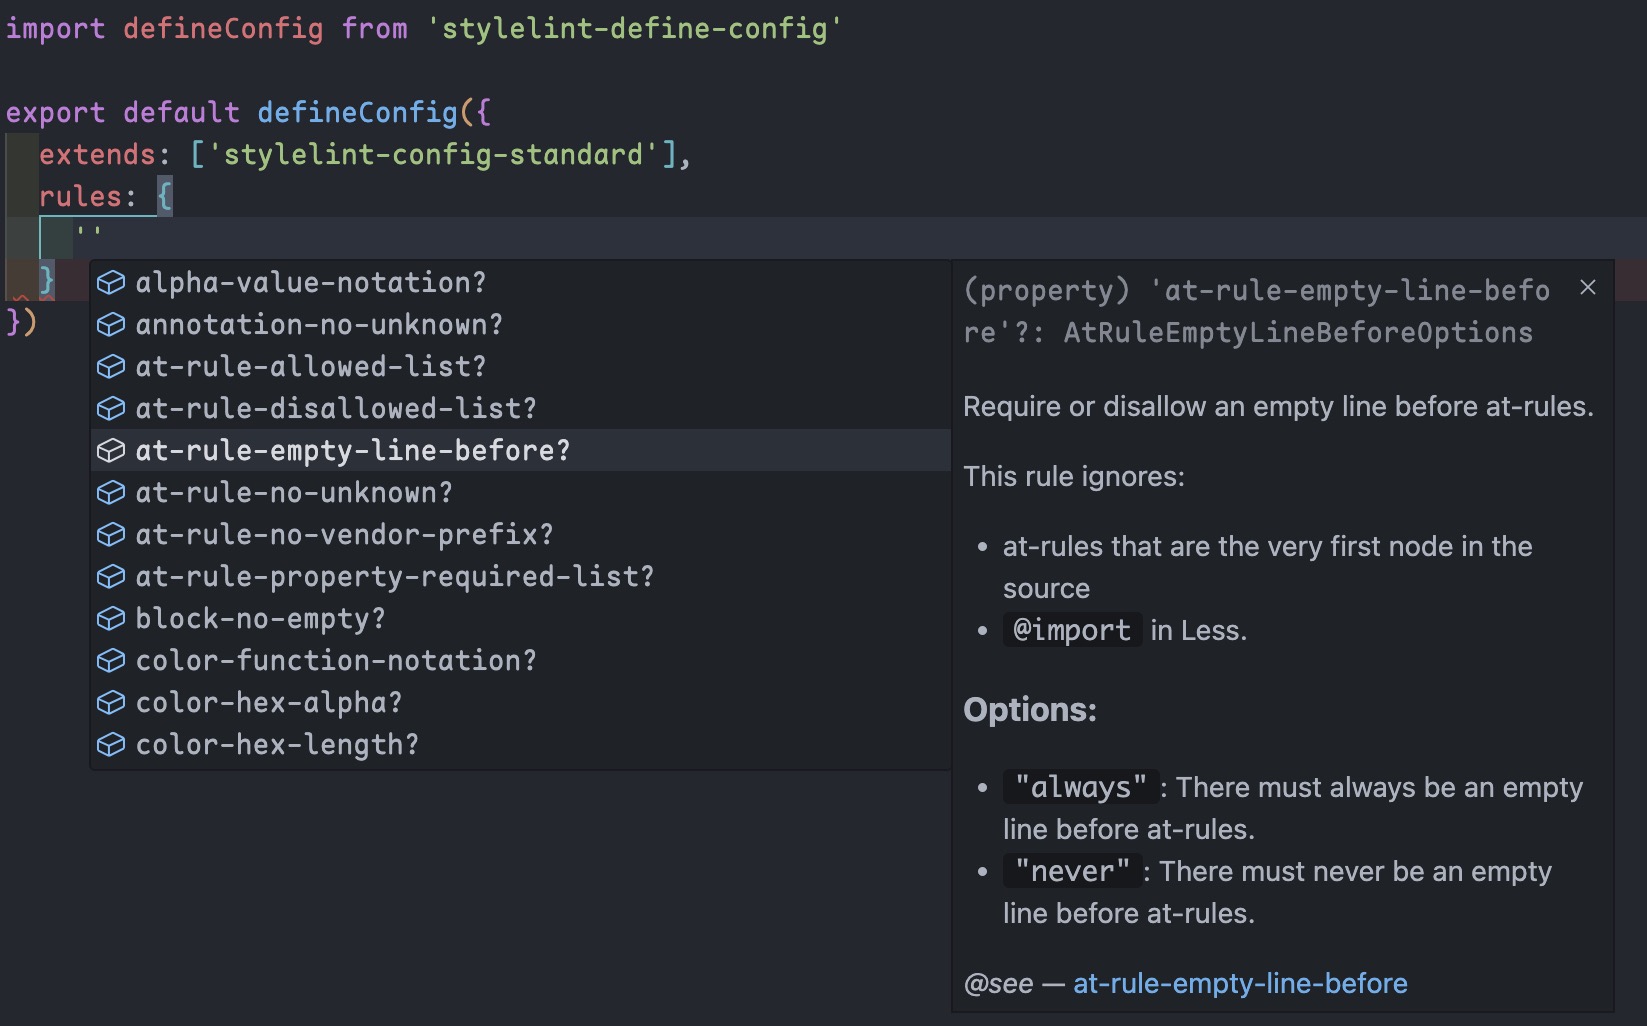 import defineConfig from 'stylelint-define-config'
export default defineConfig({
extends: ['stylelint-config-standard'],
rules: {
''
}
})
alpha-value-notation?
annotation-no-unknown?
at-rule-allowed-list?
at-rule-disallowed-list?
at-rule-empty-line-before?
at-rule-no-unknown?
at-rule-no-vendor-prefix?
at-rule-property-required-list?
block-no-empty?
color-function-notation?
color-hex-alpha?
color-hex-length?
(property) 'at-rule-empty-line-befo
re'?: AtRuleEmptyLineBeforeOptions
Require or disallow an empty line before at-rules.
This rule ignores:
• at-rules that are the very first node in the
source
• @import in Less.
Options:
• "always" : There must always be an empty
line before at-rules.
• "never" : There must never be an empty
line before at-rules.
@see — at-rule-empty-line-before